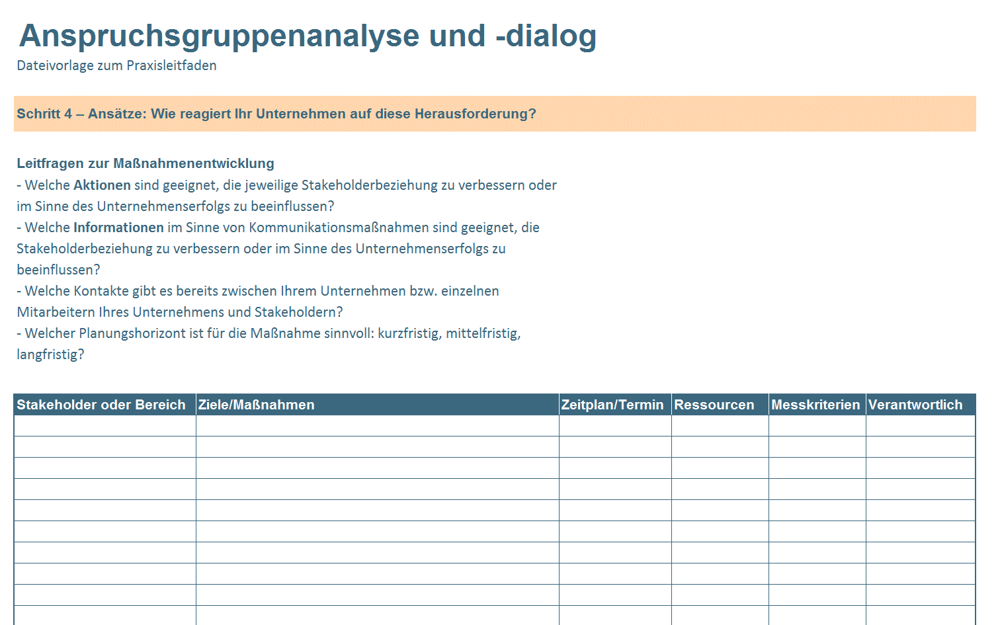 Anspruchsgruppenanalyse und -dialog
Dateivorlage zum Praxisleitfaden
Schritt 4 – Ansätze: Wie reagiert Ihr Unternehmen auf diese Herausforderung?
Leitfragen zur Maßnahmenentwicklung
- Welche Aktionen sind geeignet, die jeweilige Stakeholderbeziehung zu verbessern oder
im Sinne des Unternehmenserfolgs zu beeinflussen?
- Welche Informationen im Sinne von Kommunikationsmaßnahmen sind geeignet, die
Stakeholderbeziehung zu verbessern oder im Sinne des Unternehmenserfolgs zu
beeinflussen?
- Welche Kontakte gibt es bereits zwischen Ihrem Unternehmen bzw. einzelnen
Mitarbeitern Ihres Unternehmens und Stakeholdern?
- Welcher Planungshorizont ist für die Maßnahme sinnvoll: kurzfristig, mittelfristig,
langfristig?
Stakeholder oder Bereich Ziele/Maßnahmen Zeitplan/Termin Ressourcen Messkriterien Verantwortlich